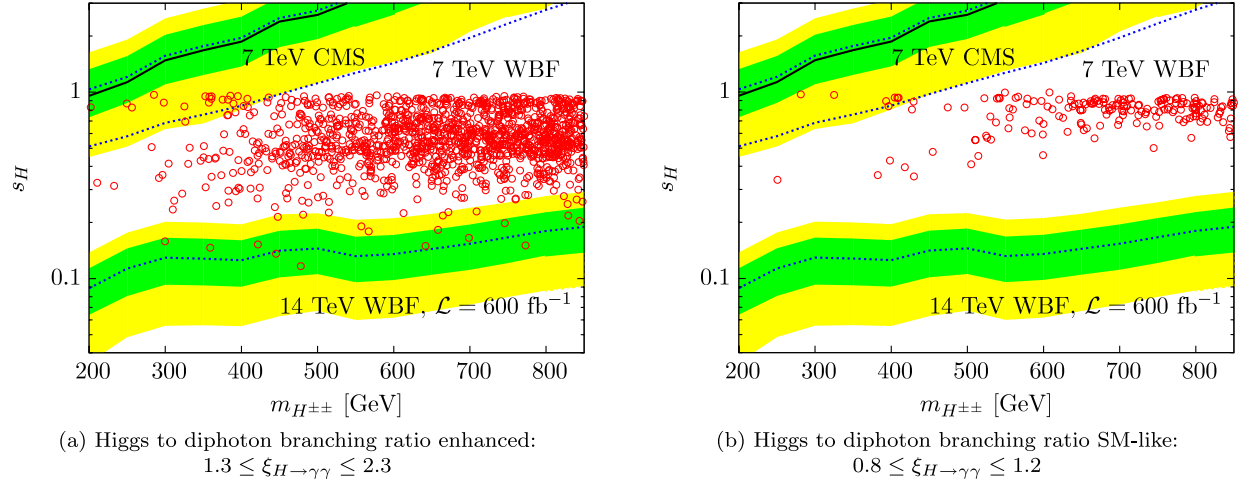 7 TeV CMS
7 TeV WBF
14 TeV WBF, ℒ = 600 fb⁻¹
1
0.1
s_H
200 300 400 500 600 700 800
m_{H^{±±}} [GeV]
(a) Higgs to diphoton branching ratio enhanced:
1.3 ≤ ξ_{H→γγ} ≤ 2.3
7 TeV CMS
7 TeV WBF
14 TeV WBF, ℒ = 600 fb⁻¹
1
0.1
s_H
200 300 400 500 600 700 800
m_{H^{±±}} [GeV]
(b) Higgs to diphoton branching ratio SM-like:
0.8 ≤ ξ_{H→γγ} ≤ 1.2